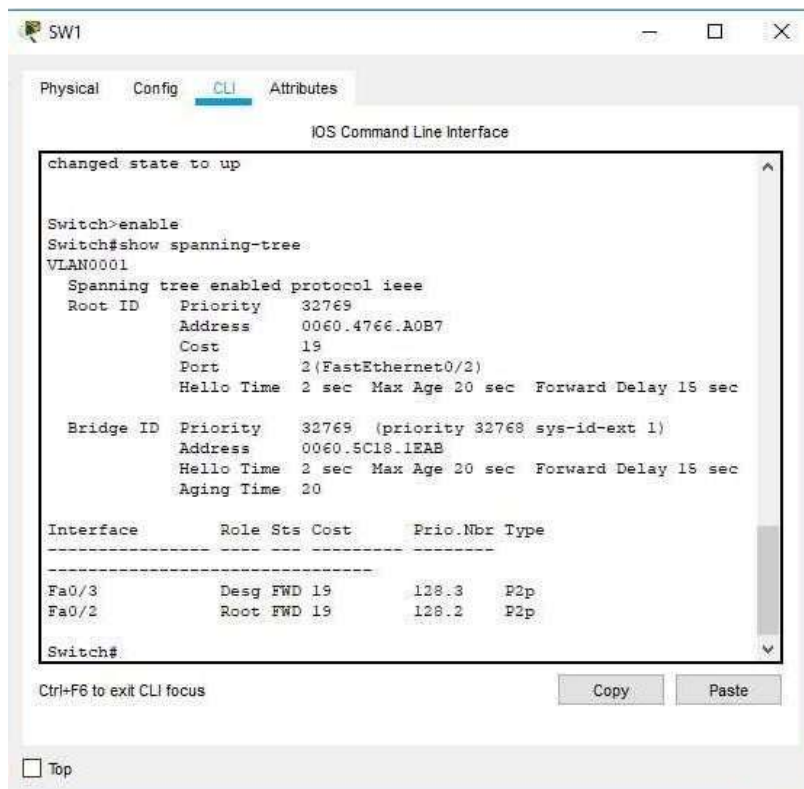 SW1
Physical Config CLI Attributes
IOS Command Line Interface
changed state to up
Switch>enable
Switch#show spanning-tree
VLAN0001
Spanning tree enabled protocol ieee
Root ID Priority 32769
Address 0060.4766.A0B7
Cost 19
Port 2(FastEthernet0/2)
Hello Time 2 sec Max Age 20 sec Forward Delay 15 sec
Bridge ID Priority 32769 (priority 32768 sys-id-ext 1)
Address 0060.5C18.1EAB
Hello Time 2 sec Max Age 20 sec Forward Delay 15 sec
Aging Time 20
Interface Role Sts Cost Prio.Nbr Type
---------------- ---- --- --------- --------
--------------------------------
Fa0/3 Desg FWD 19 128.3 P2p
Fa0/2 Root FWD 19 128.2 P2p
Switch#
Ctrl+F6 to exit CLI focus
Copy Paste
Top